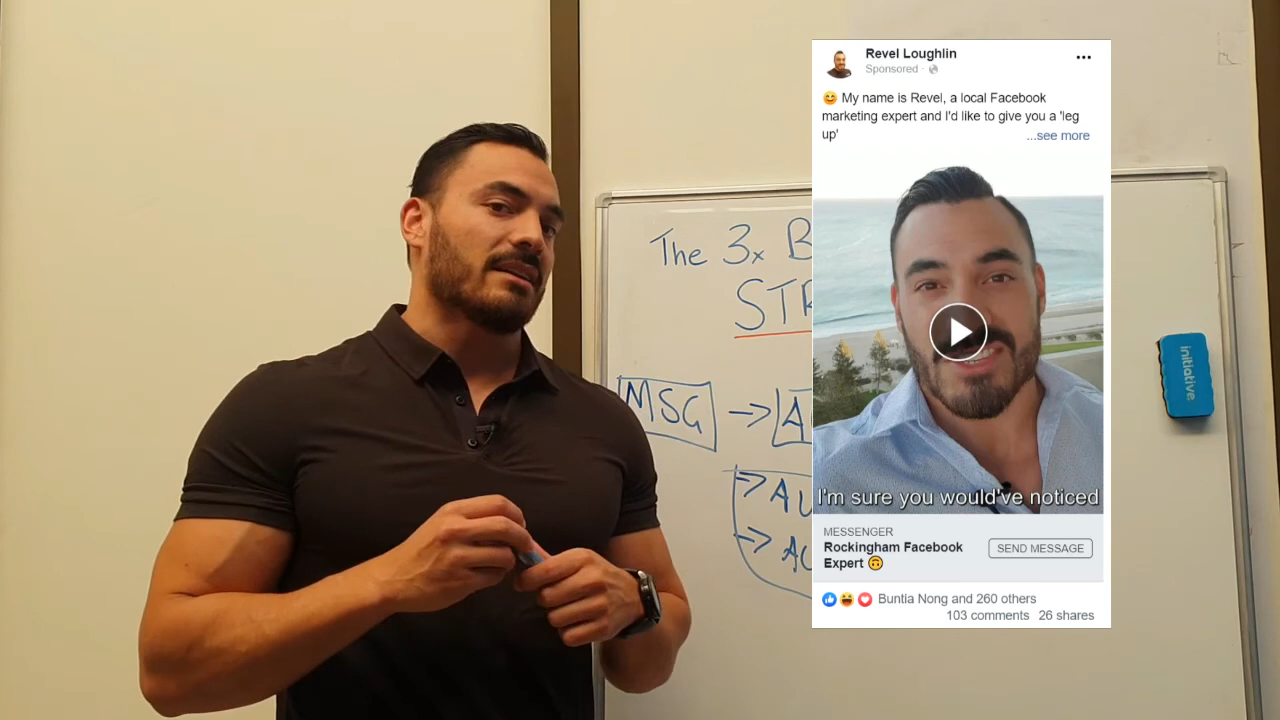 The 3x B
STR
MSG
A
AU
AC
initiative
Revel Loughlin
Sponsored ·
😊 My name is Revel, a local Facebook
marketing expert and I'd like to give you a 'leg
up'
...see more
I'm sure you would've noticed
MESSENGER
Rockingham Facebook
Expert 🙃
SEND MESSAGE
Buntia Nong and 260 others
103 comments 26 shares